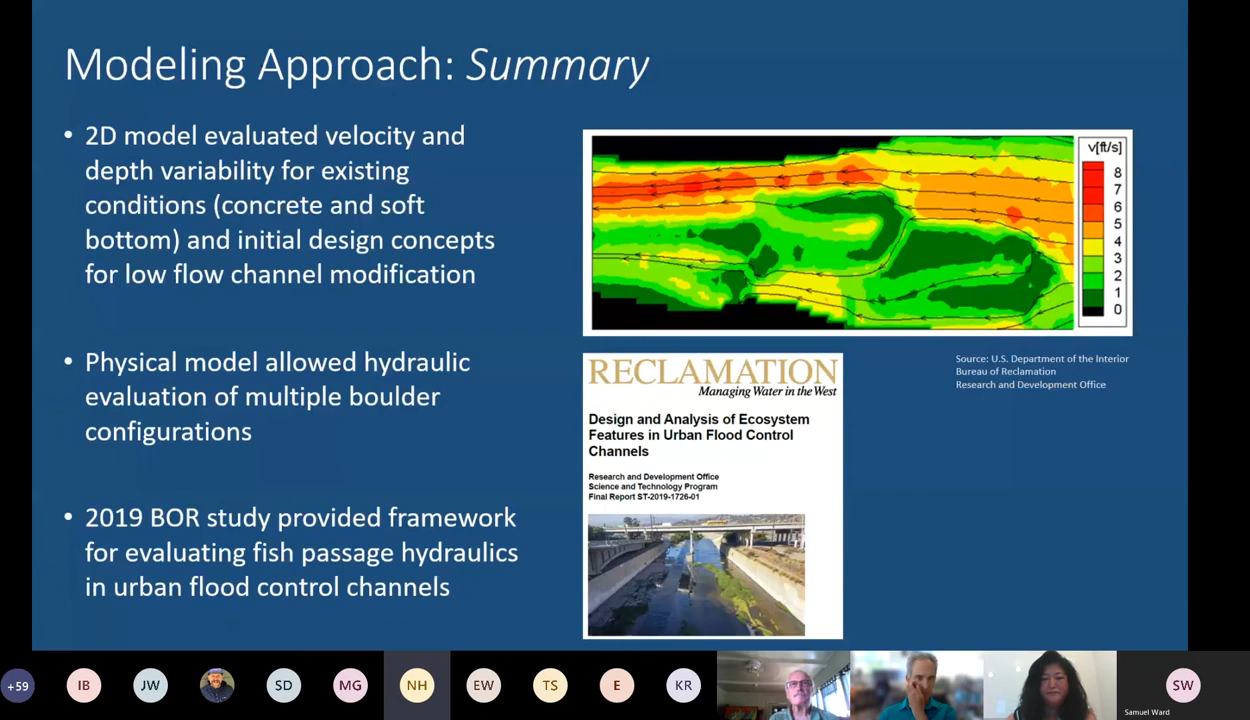 Modeling Approach: Summary
• 2D model evaluated velocity and
depth variability for existing
conditions (concrete and soft
bottom) and initial design concepts
for low flow channel modification
• Physical model allowed hydraulic
evaluation of multiple boulder
configurations
• 2019 BOR study provided framework
for evaluating fish passage hydraulics
in urban flood control channels
v[ft/s]
8
7
6
5
4
3
2
1
0
RECLAMATION
Managing Water in the West
Design and Analysis of Ecosystem
Features in Urban Flood Control
Channels
Research and Development Office
Science and Technology Program
Final Report ST-2019-1726-01
Source: U.S. Department of the Interior
Bureau of Reclamation
Research and Development Office
+59
IB
JW
SD
MG
NH
EW
TS
E
KR
SW
Samuel Ward